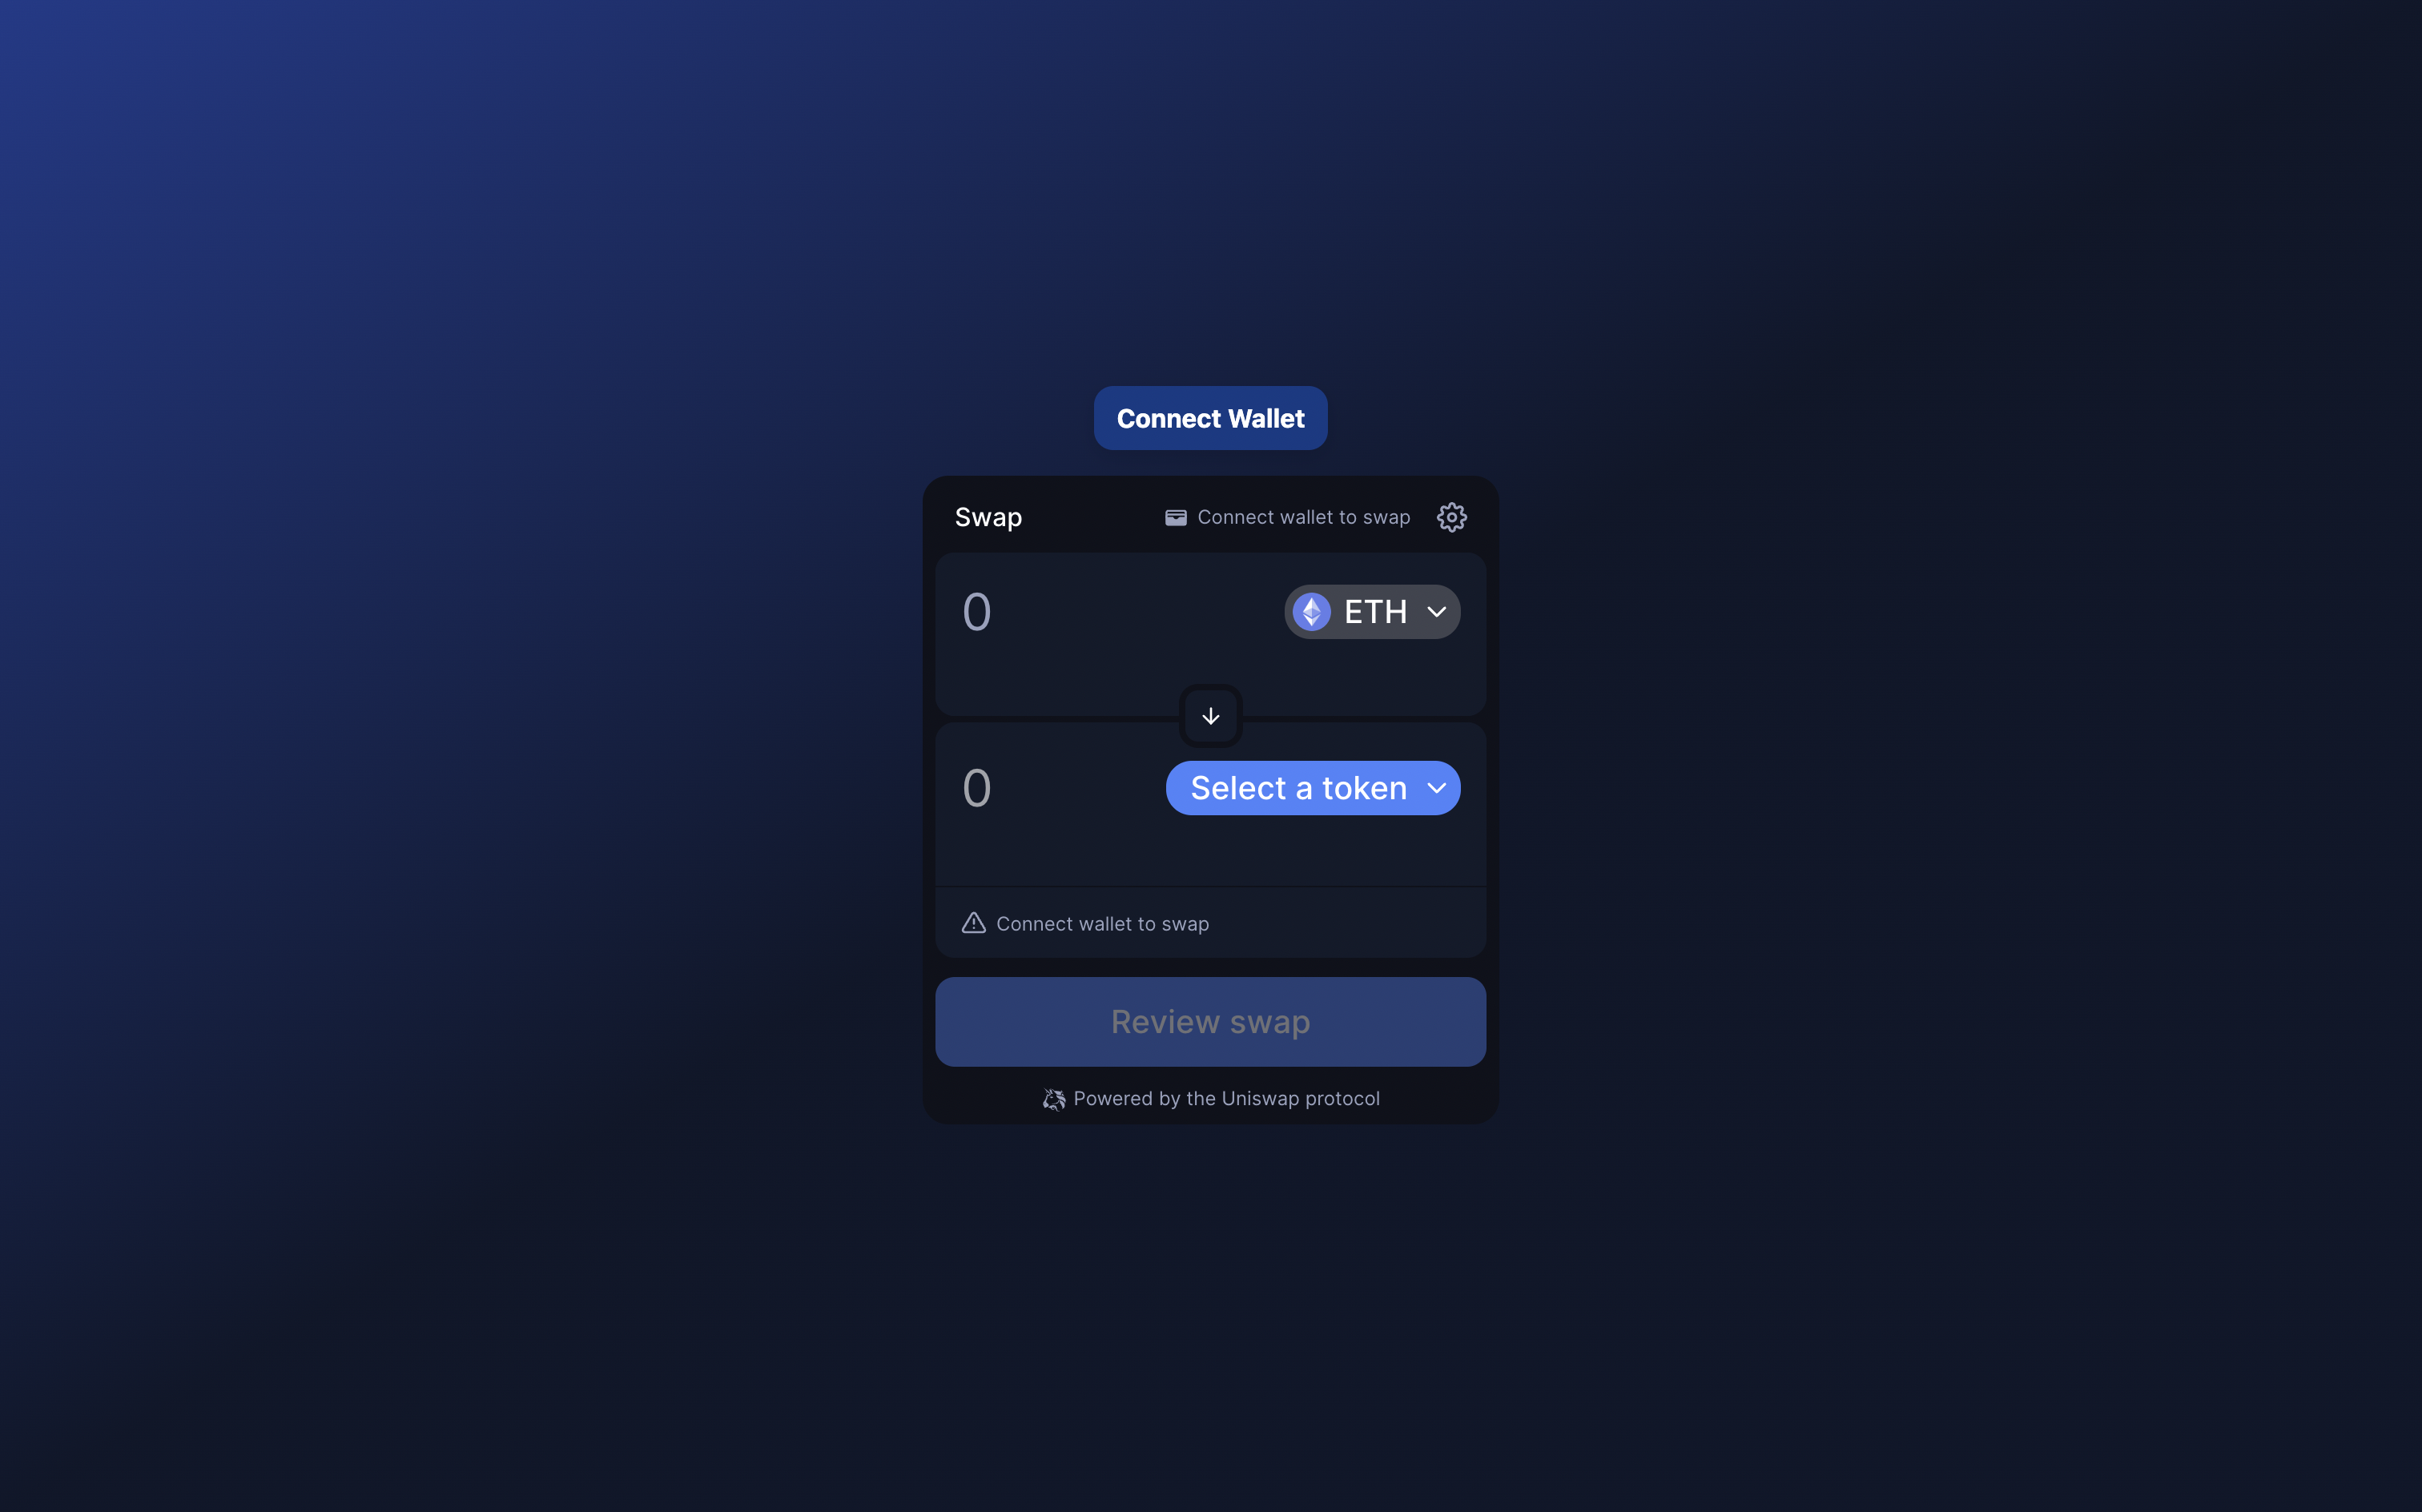 Connect Wallet
Swap
Connect wallet to swap
0
ETH
0
Select a token
Connect wallet to swap
Review swap
Powered by the Uniswap protocol